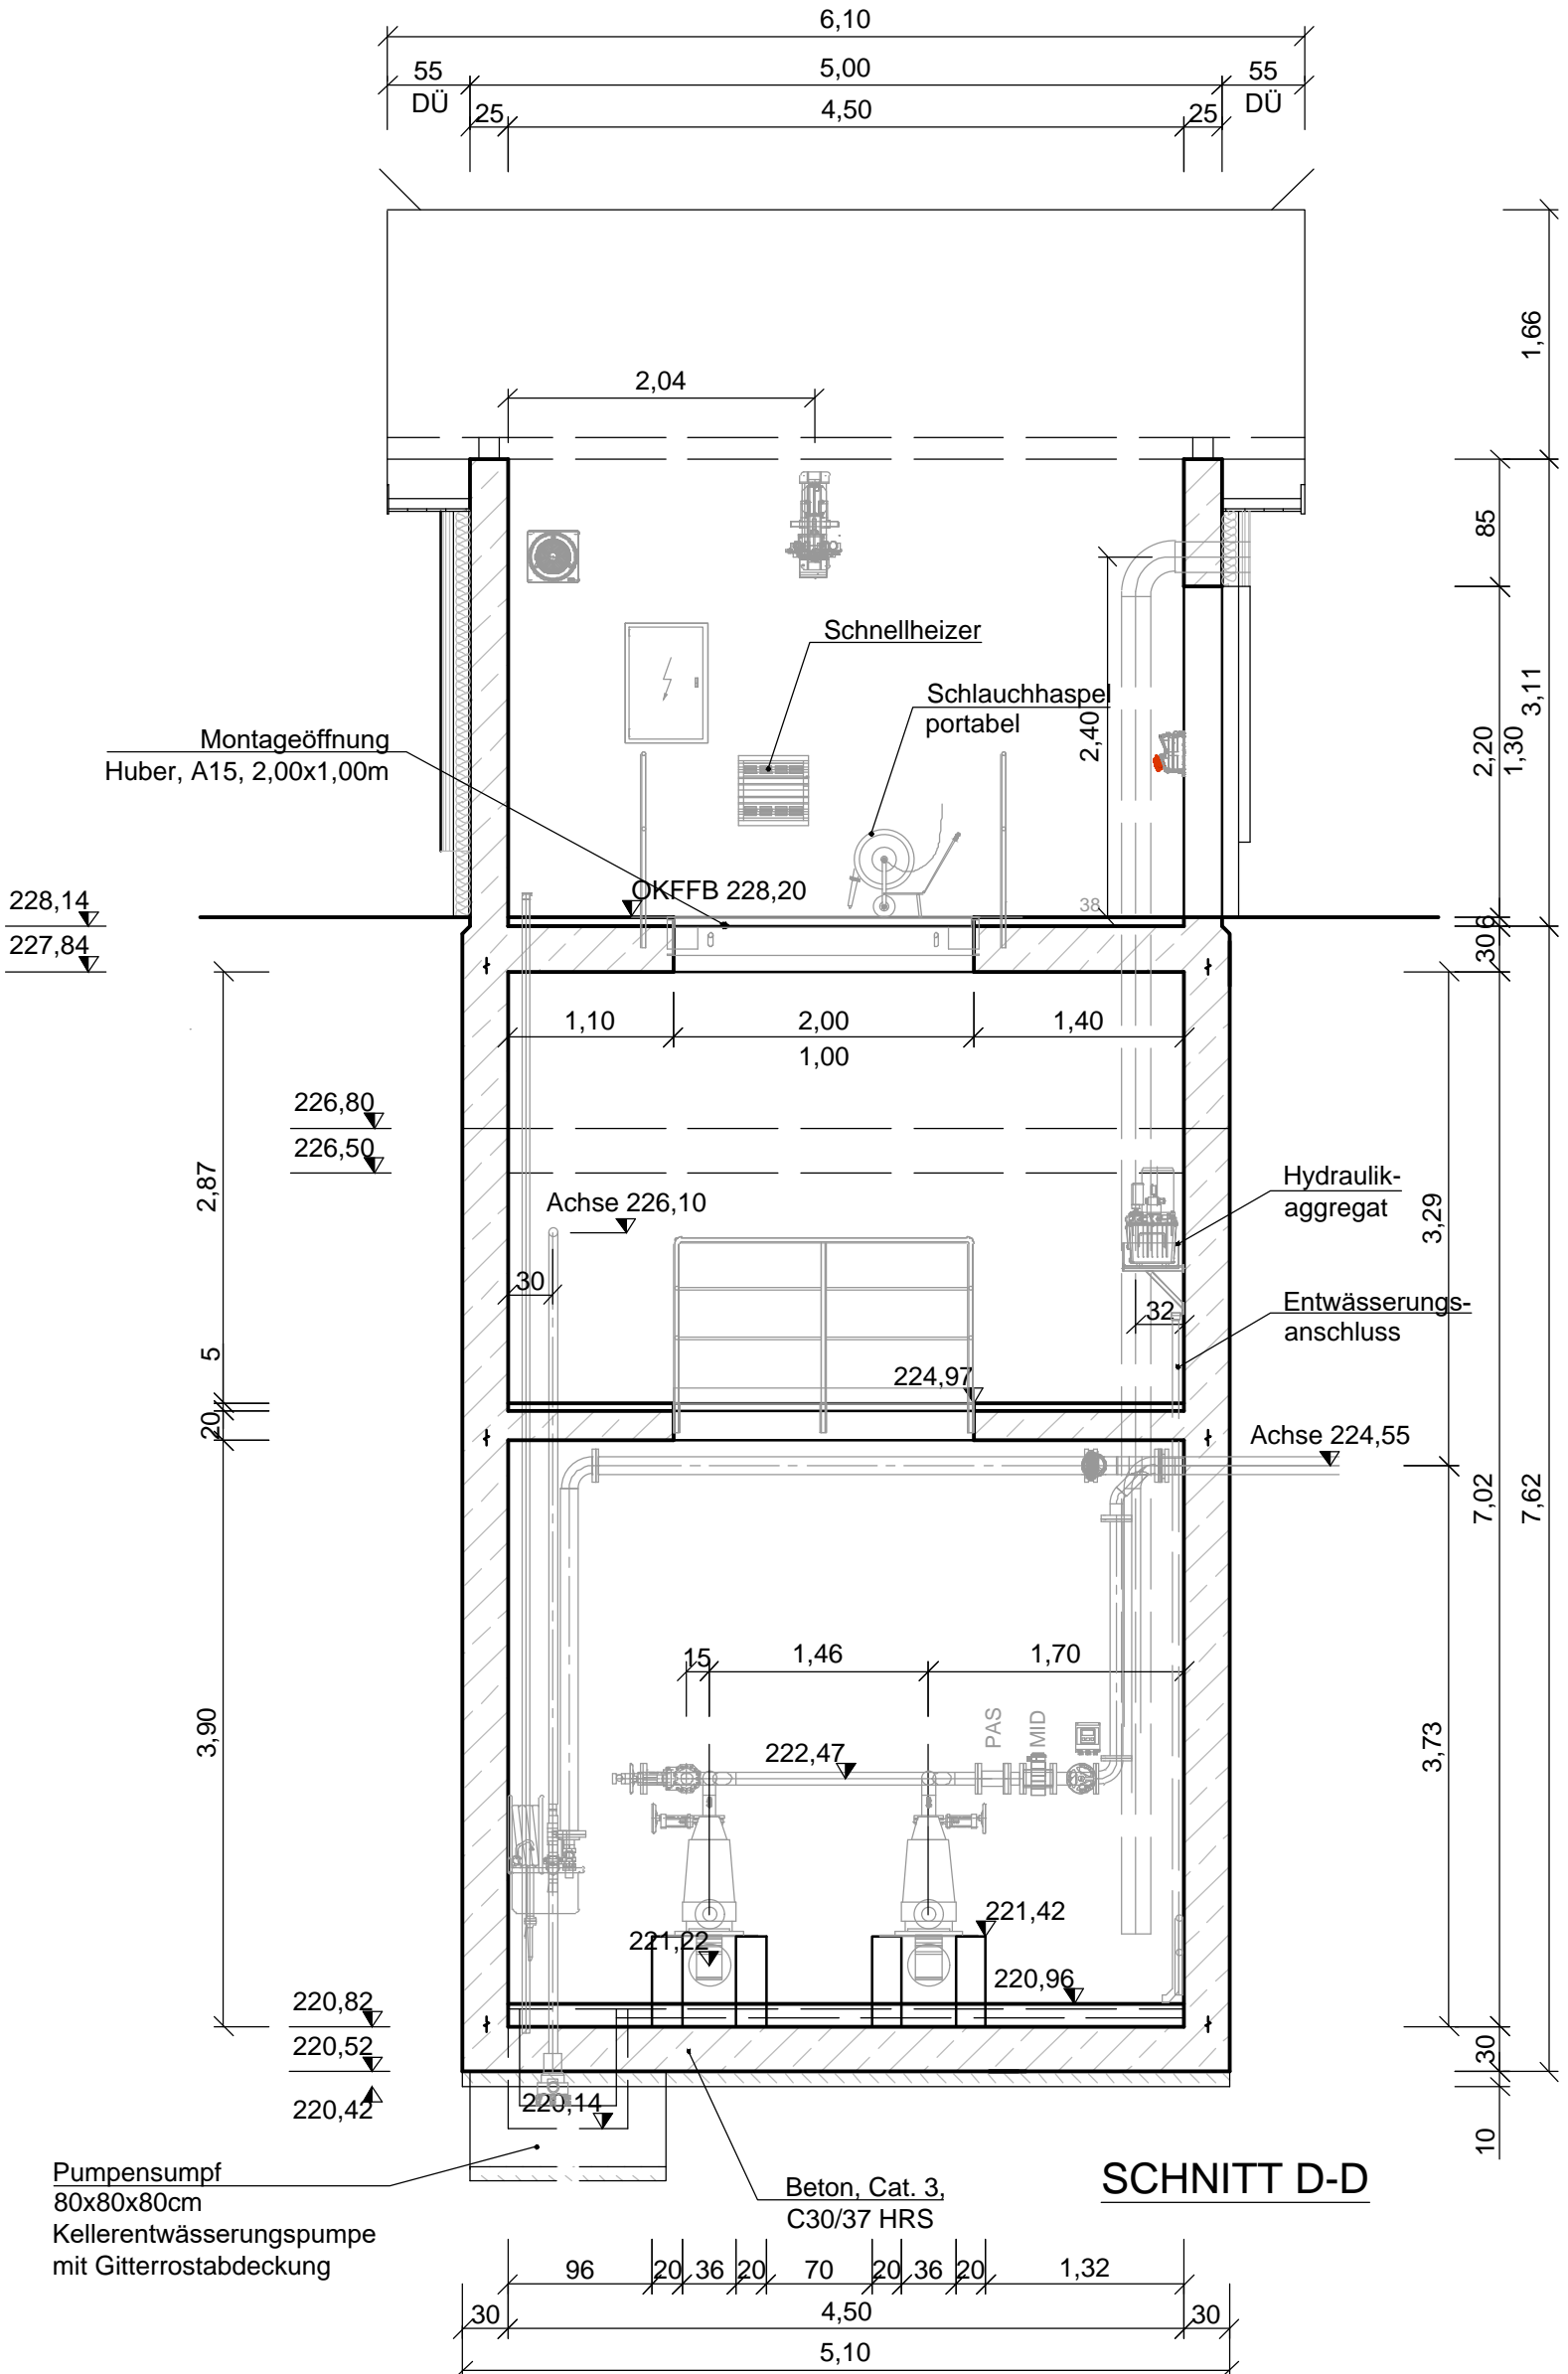 6,10
55
5,00
55
DÜ
DÜ
25
4,50
25
1,66
2,04
85
Schnellheizer
Schlauchhaspel
portabel
2,40
3,11
2,20
1,30
Montageöffnung
Huber, A15, 2,00x1,00m
OKFFB 228,20
38
228,14
227,84
6
30
1,10
2,00
1,40
1,00
226,80
226,50
2,87
Achse 226,10
Hydraulik-
aggregat
3,29
30
32
Entwässerungs-
anschluss
5
224,97
20
Achse 224,55
7,02
7,62
15
1,46
1,70
PAS
MID
3,90
222,47
3,73
221,42
221,22
220,96
220,82
220,52
30
220,42
220,14
10
Pumpensumpf
80x80x80cm
Kellerentwässerungspumpe
mit Gitterrostabdeckung
Beton, Cat. 3,
C30/37 HRS
SCHNITT D-D
96
20
36
20
70
20
36
20
1,32
30
4,50
30
5,10